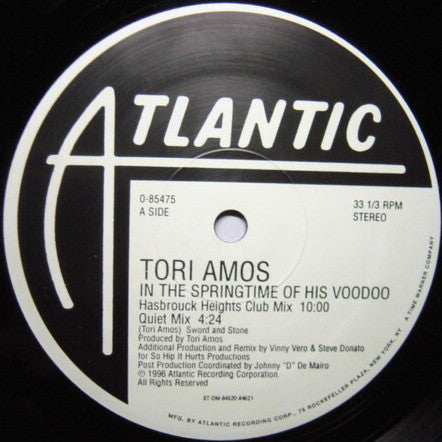 ATLANTIC
0-85475
A SIDE
33 1/3 RPM
STEREO
TORI AMOS
IN THE SPRINGTIME OF HIS VOODOO
Hasbrouck Heights Club Mix 10:00
Quiet Mix 4:24
(Tori Amos) Sword and Stone
Produced by Tori Amos
Additional Production and Remix by Vinny Vero & Steve Donato
for So Hip It Hurts Productions
Post Production Coordinated by Johnny "D" De Mairo
℗ 1996 Atlantic Recording Corporation
All Rights Reserved
ST-DM-84620-84621
MFG. BY ATLANTIC RECORDING CORP., 75 ROCKEFELLER PLAZA, NEW YORK, NY. A TIME WARNER COMPANY